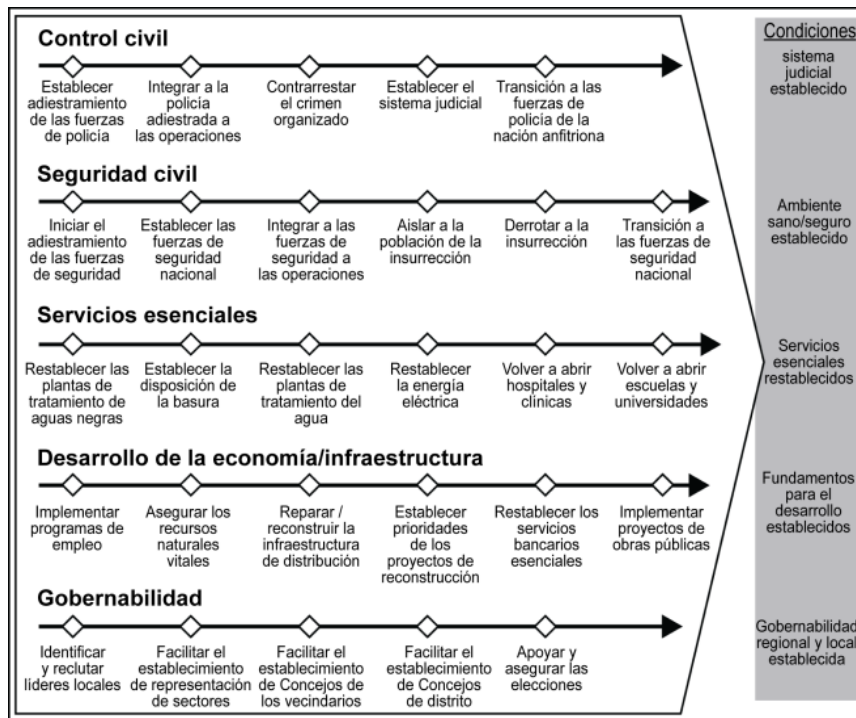 Control civil
Establecer
adiestramiento
de las fuerzas
de policía
Integrar a la
policía
adiestrada a
las operaciones
Contrarrestar
el crimen
organizado
Establecer el
sistema judicial
Transición a las
fuerzas de
policía de la
nación anfitriona
Seguridad civil
Iniciar el
adiestramiento
de las fuerzas
de seguridad
Establecer las
fuerzas de
seguridad
nacional
Integrar a las
fuerzas de
seguridad a
las operaciones
Aislar a la
población de la
insurrección
Derrotar a la
insurrección
Transición a
las fuerzas de
seguridad
nacional
Servicios esenciales
Restablecer las
plantas de
tratamiento de
aguas negras
Establecer la
disposición de
la basura
Restablecer las
plantas de
tratamiento del
agua
Restablecer
la energía
eléctrica
Volver a abrir
hospitales y
clínicas
Volver a abrir
escuelas y
universidades
Desarrollo de la economía/infraestructura
Implementar
programas de
empleo
Asegurar los
recursos
naturales
vitales
Reparar /
reconstruir la
infraestructura
de distribución
Establecer
prioridades
de los
proyectos de
reconstrucción
Restablecer los
servicios
bancarios
esenciales
Implementar
proyectos de
obras públicas
Gobernabilidad
Identificar
y reclutar
líderes locales
Facilitar el
establecimiento
de representación
de sectores
Facilitar el
establecimiento
de Concejos de
los vecindarios
Facilitar el
establecimiento
de Concejos de
distrito
Apoyar y
asegurar las
elecciones
Condiciones
sistema
judicial
establecido
Ambiente
sano/seguro
establecido
Servicios
esenciales
restablecidos
Fundamentos
para el
desarrollo
establecidos
Gobernabilidad
regional y local
establecida